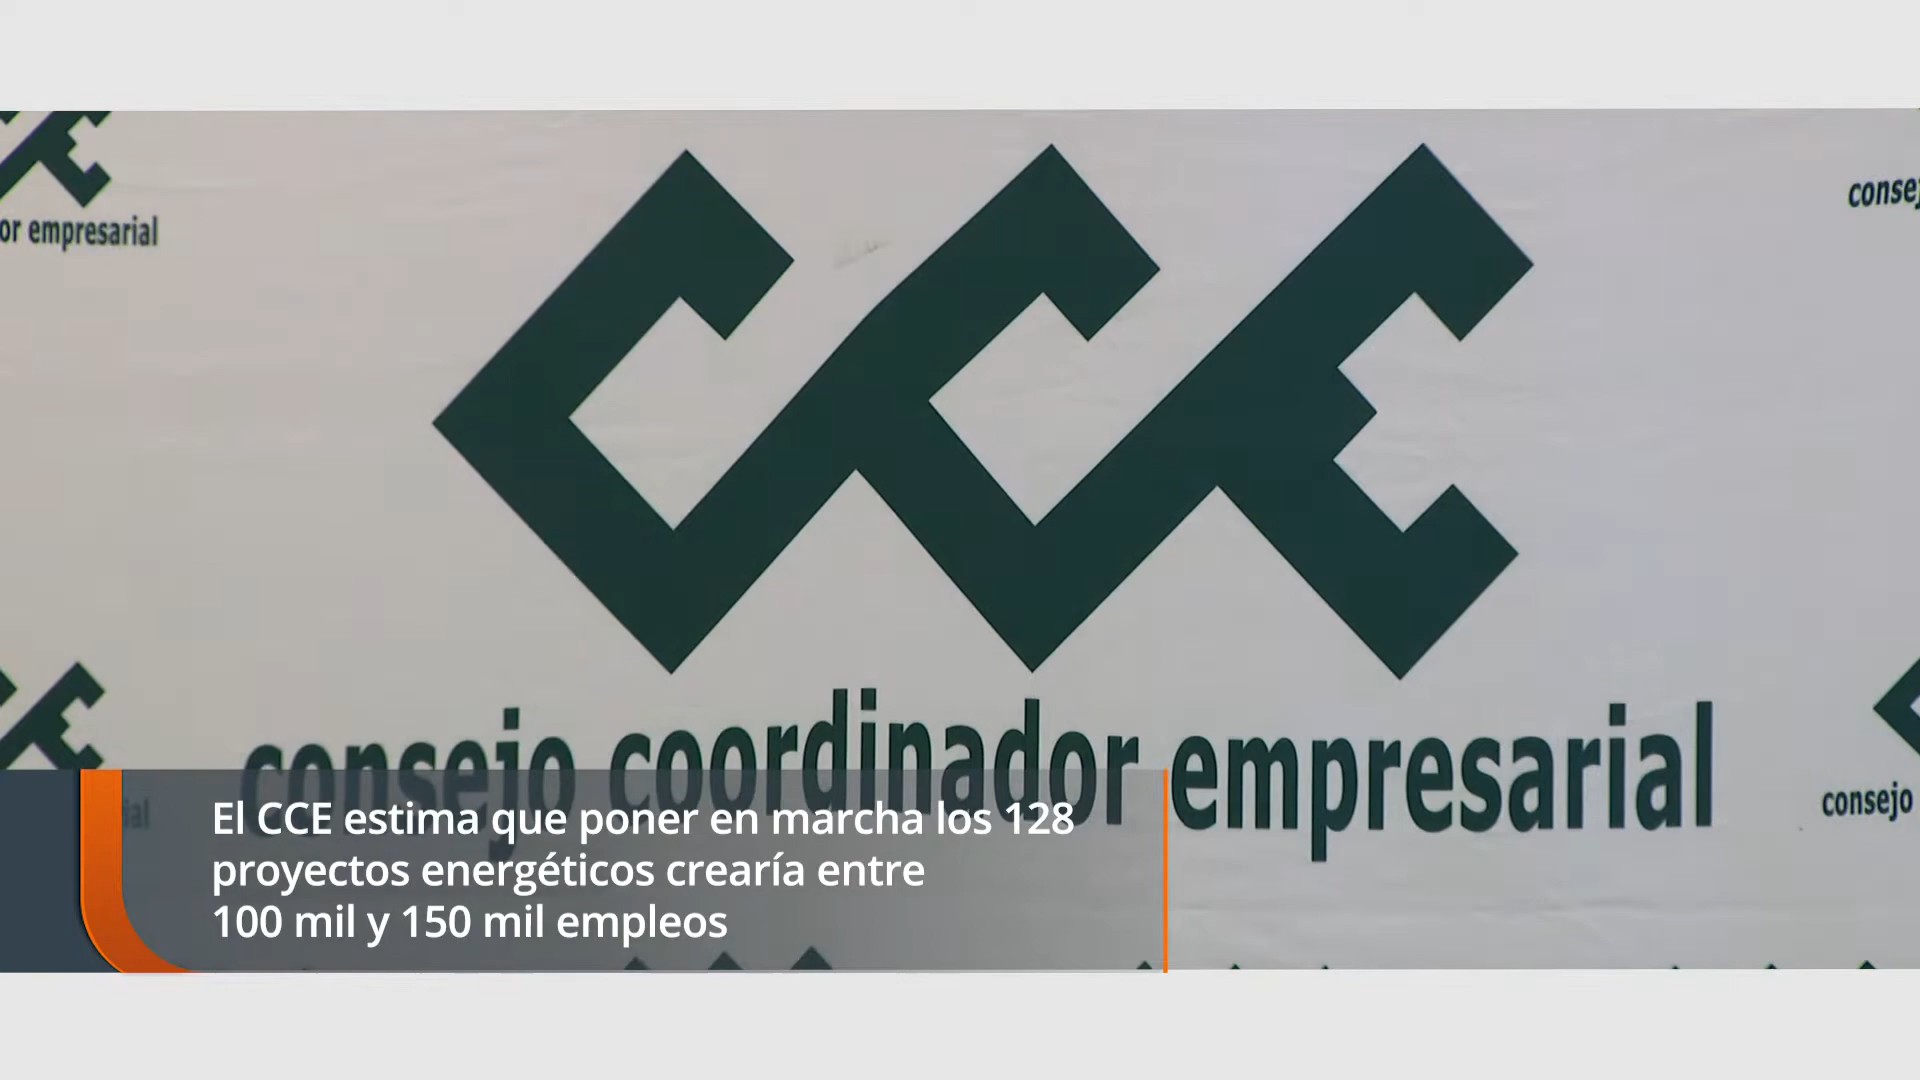 or empresarial
CCE
consejo coordinador empresarial
consejo
El CCE estima que poner en marcha los 128
proyectos energéticos crearía entre
100 mil y 150 mil empleos